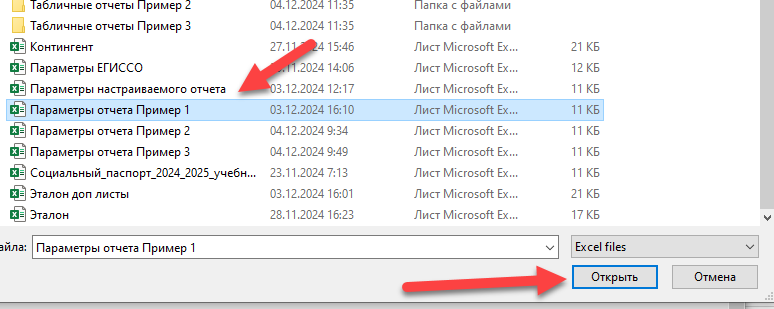 Табличные отчеты Пример 2 04.12.2024 11:35 Папка с файлами
Табличные отчеты Пример 3 04.12.2024 11:35 Папка с файлами
Контингент 27.11.2024 15:46 Лист Microsoft Ex... 21 КБ
Параметры ЕГИССО .11.2024 14:06 Лист Microsoft Ex... 12 КБ
Параметры настраиваемого отчета 03.12.2024 12:17 Лист Microsoft Ex... 11 КБ
Параметры отчета Пример 1 03.12.2024 16:10 Лист Microsoft Ex... 11 КБ
Параметры отчета Пример 2 04.12.2024 9:34 Лист Microsoft Ex... 11 КБ
Параметры отчета Пример 3 04.12.2024 9:49 Лист Microsoft Ex... 11 КБ
Социальный_паспорт_2024_2025_учебн... 23.11.2024 7:13 Лист Microsoft Ex... 11 КБ
Эталон доп листы 03.12.2024 16:01 Лист Microsoft Ex... 21 КБ
Эталон 28.11.2024 16:23 Лист Microsoft Ex... 17 КБ
айла: Параметры отчета Пример 1 Excel files
Открыть Отмена